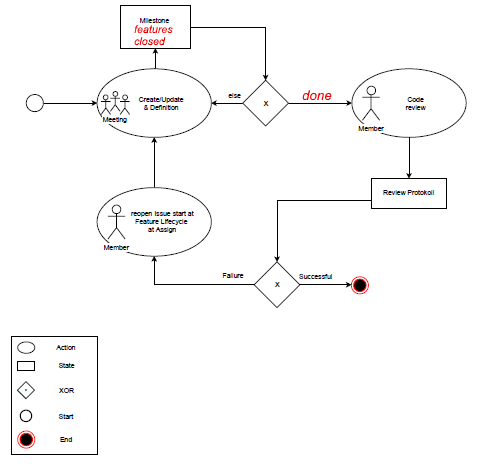 Milestone
features
closed
Create/Update
& Definition
Meeting
else
X
done
Code
review
Member
Review Protokoll
reopen Issue start at
Feature Lifecycle
at Assign
Member
Failure
X
Successful
Action
State
XOR
Start
End